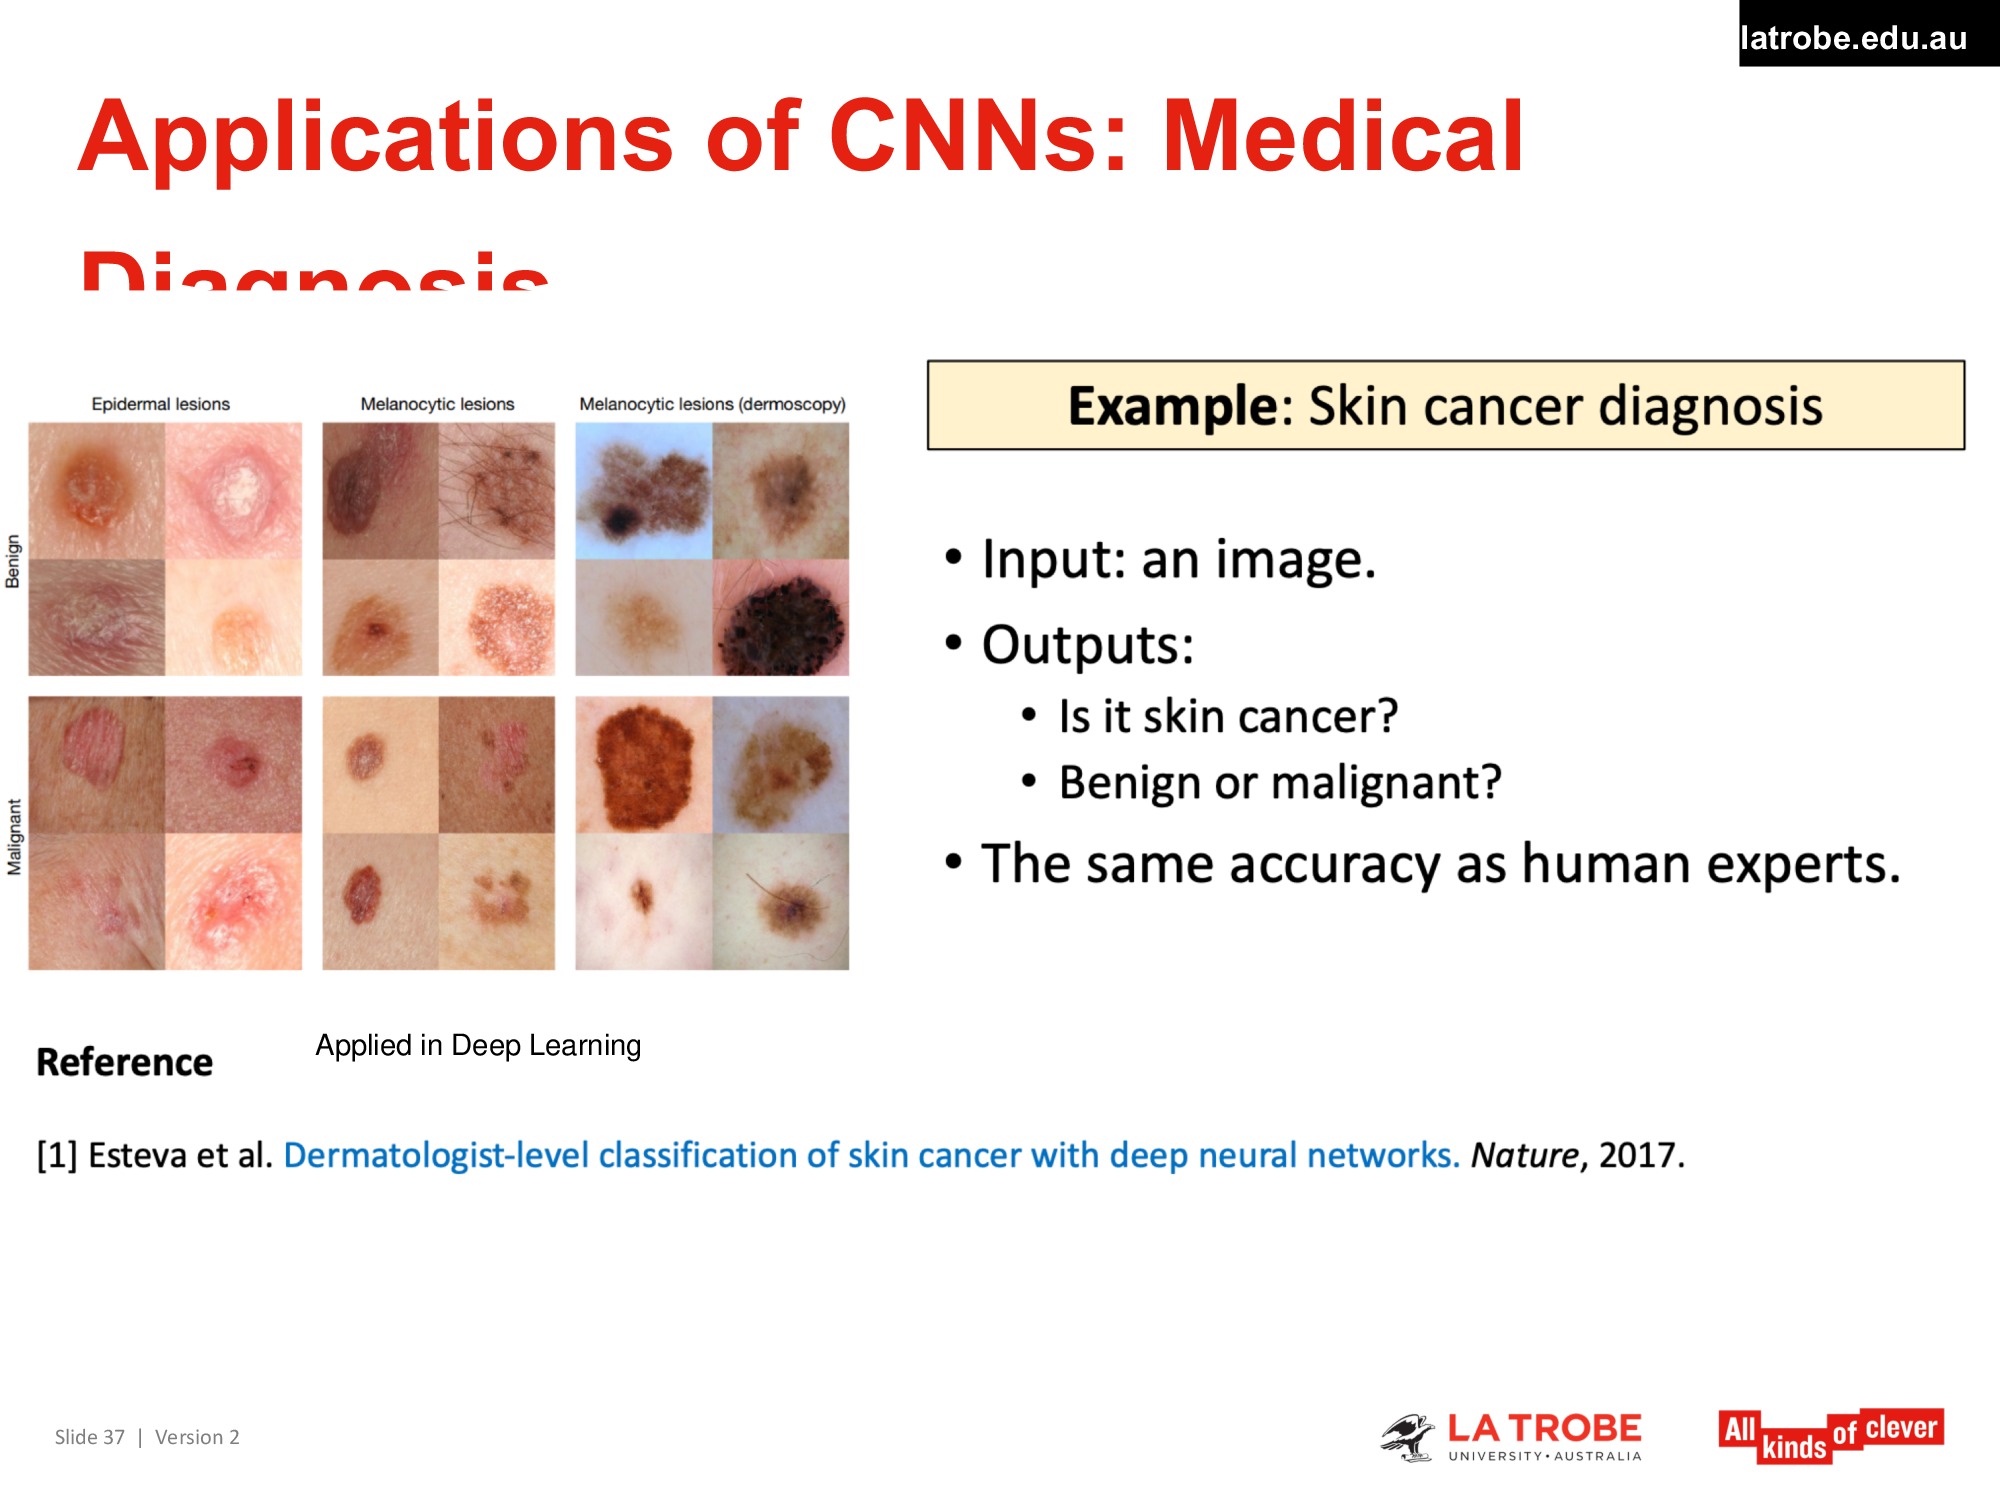 latrobe.edu.au
Applications of CNNs: Medical
Diagnosis
Epidermal lesions
Melanocytic lesions
Melanocytic lesions (dermoscopy)
Benign
Malignant
Example: Skin cancer diagnosis
• Input: an image.
• Outputs:
• Is it skin cancer?
• Benign or malignant?
• The same accuracy as human experts.
Reference
Applied in Deep Learning
[1] Esteva et al. Dermatologist-level classification of skin cancer with deep neural networks. Nature, 2017.
Slide 37 | Version 2
LA TROBE
UNIVERSITY • AUSTRALIA
All kinds of clever